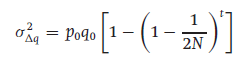 σ²_Δq = p₀q₀ [1 − (1 − 1/2N)ᵗ]